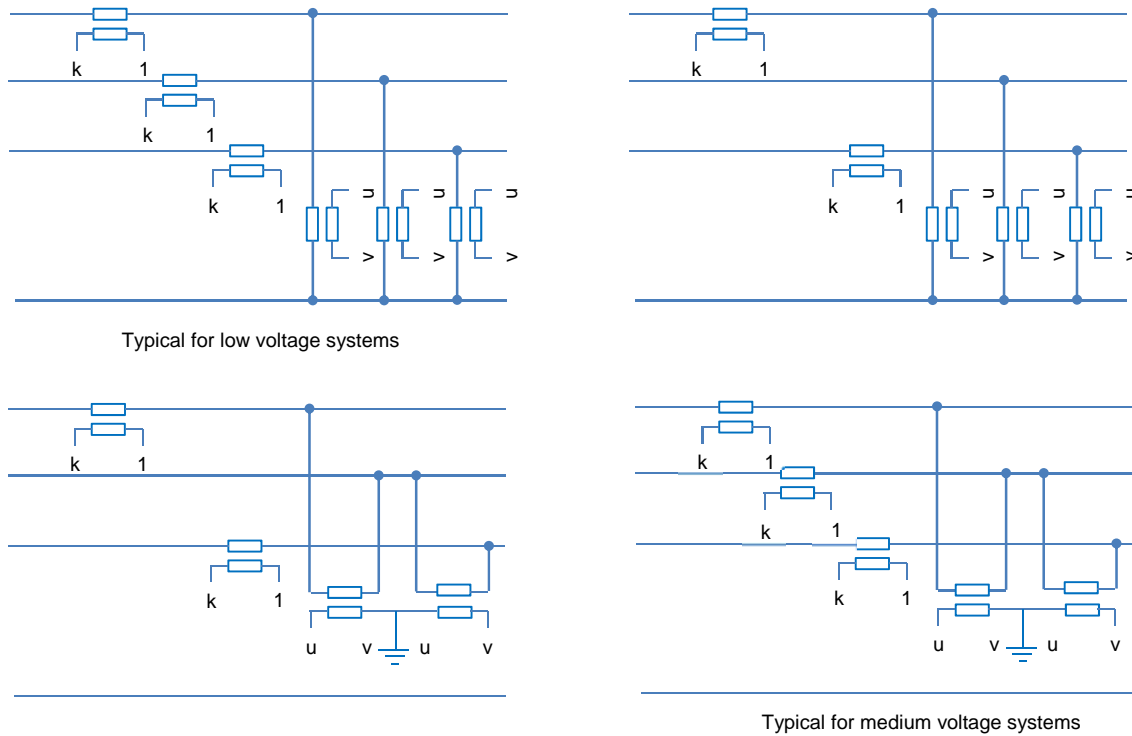 k 1
k 1
k 1
u u u
v v v
Typical for low voltage systems
k 1
k 1
u u u
v v v
k 1
k 1
u v u v
k 1
k 1
k 1
u v u v
Typical for medium voltage systems